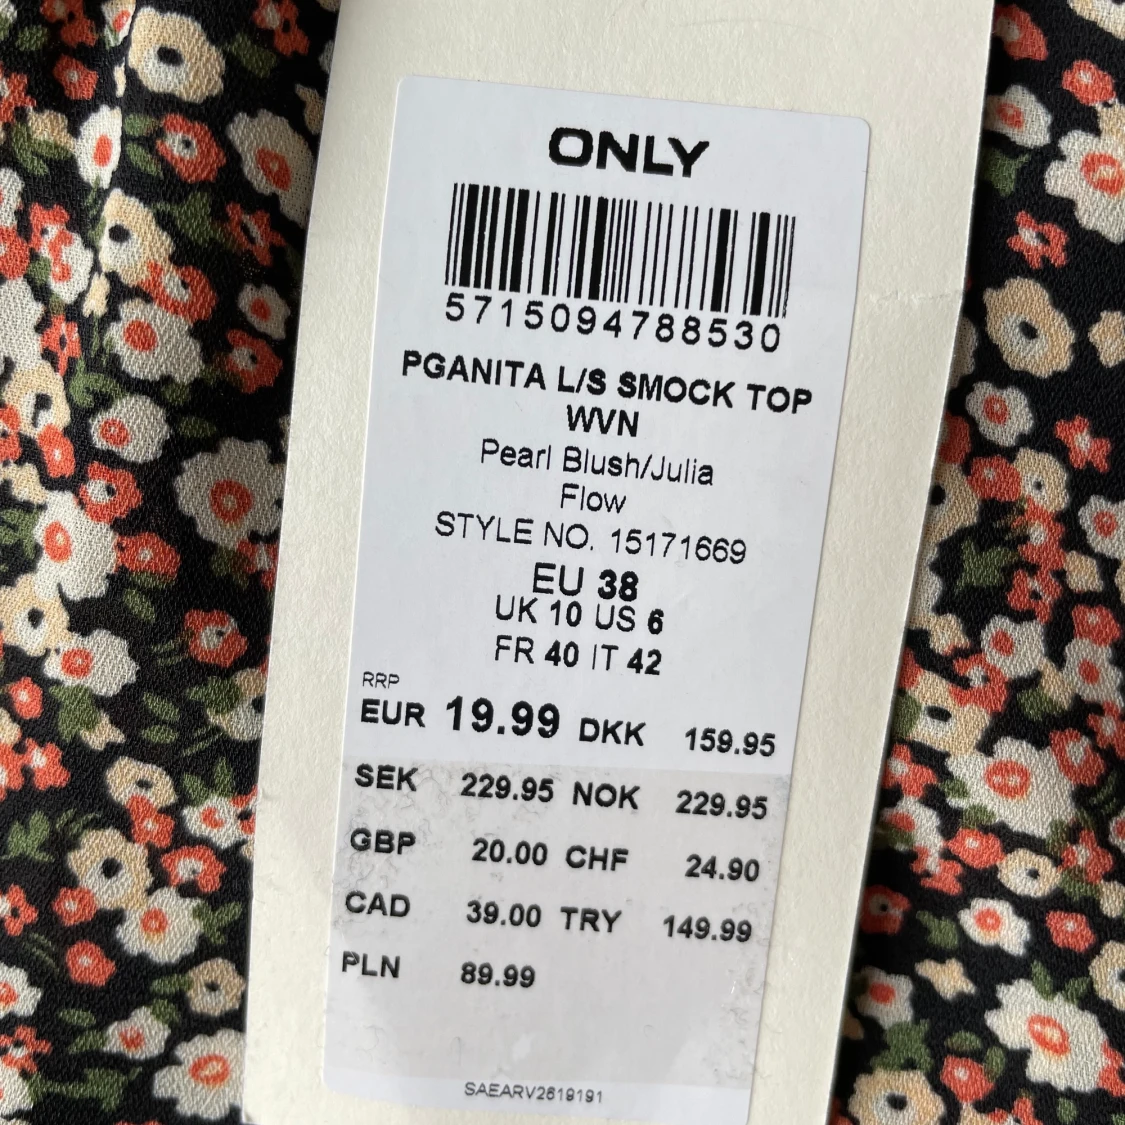 ONLY
5715094788530
PGANITA L/S SMOCK TOP
WVN
Pearl Blush/Julia
Flow
STYLE NO. 15171669
EU 38
UK 10 US 6
FR 40 IT 42
RRP
EUR 19.99 DKK 159.95
SEK 229.95 NOK 229.95
GBP 20.00 CHF 24.90
CAD 39.00 TRY 149.99
PLN 89.99
SAEARV2619191